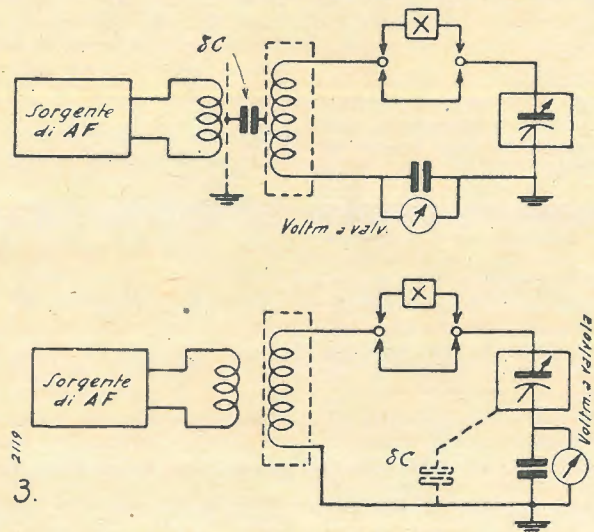 δC
X
Sorgente
di AF
Voltm. a valv.
X
Sorgente
di AF
δC
Voltm. a valvola
2119
3.